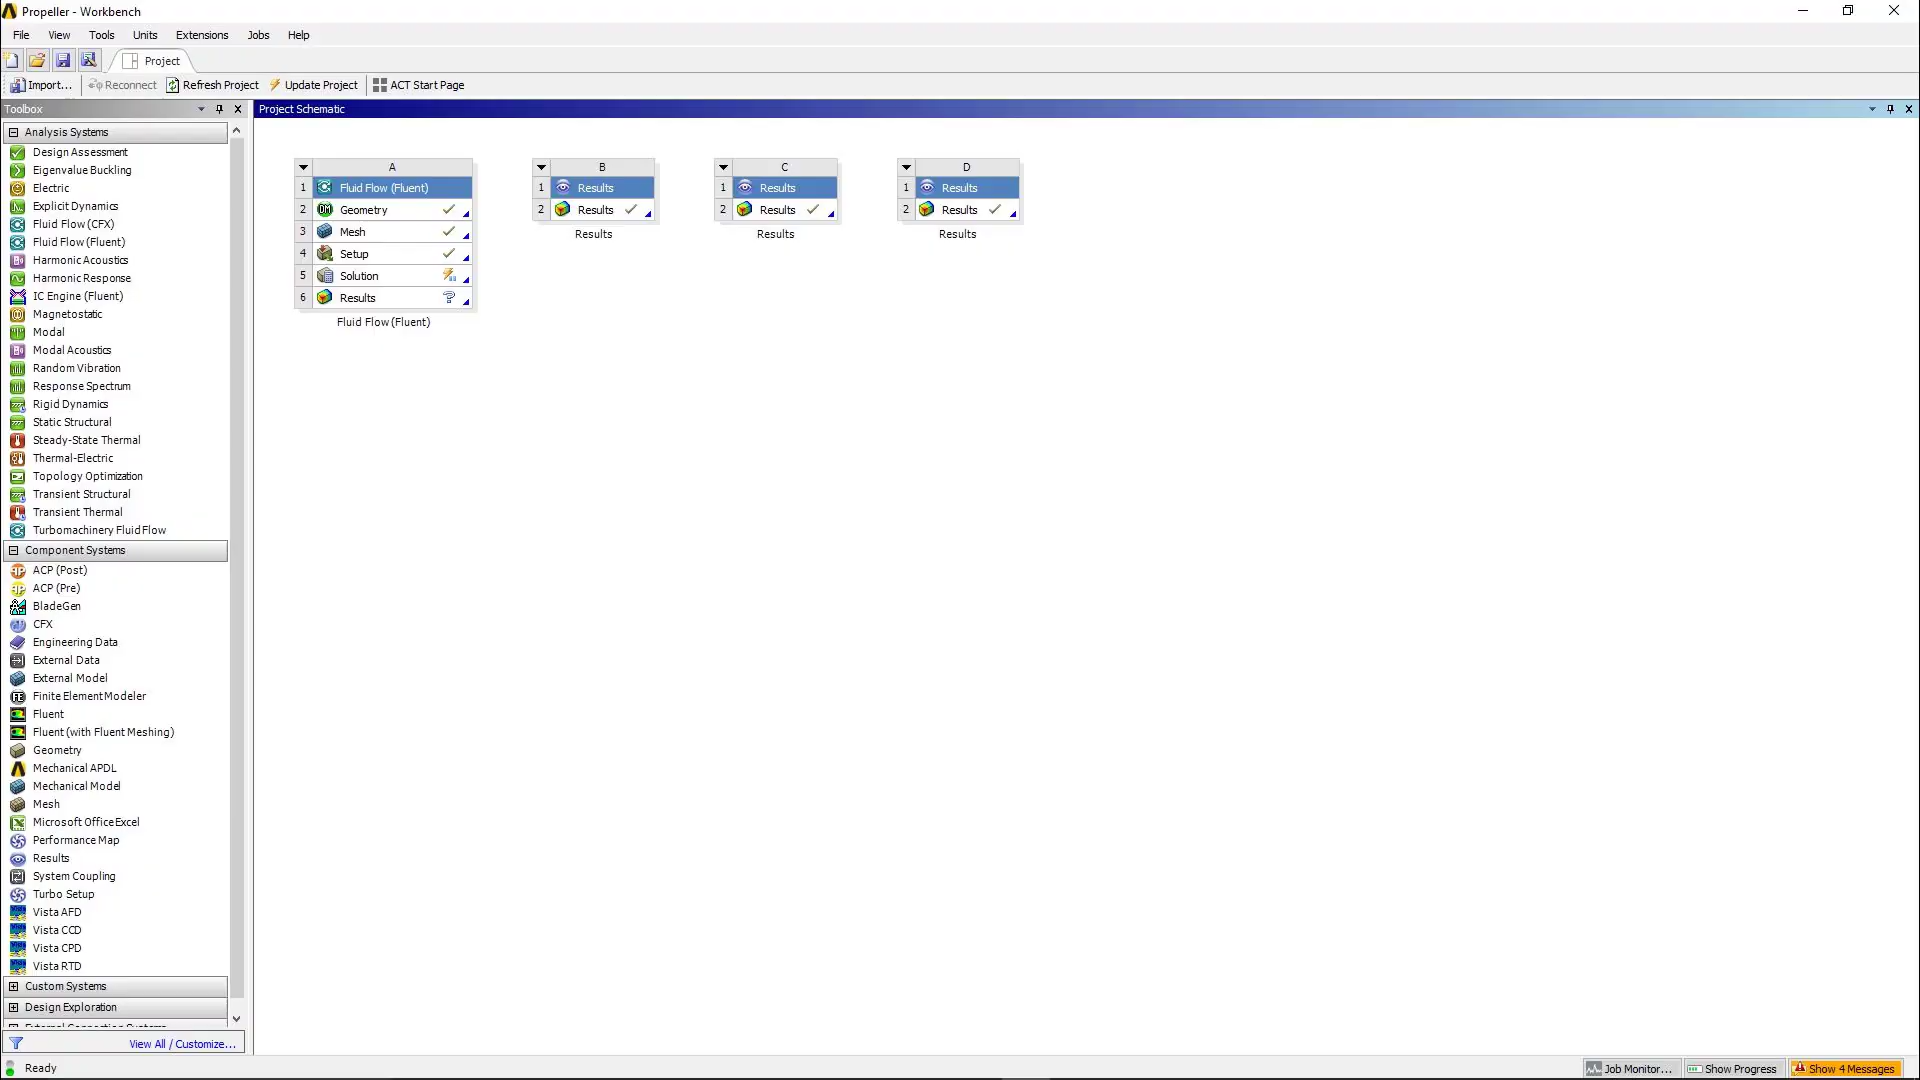 Propeller - Workbench
File View Tools Units Extensions Jobs Help
Project
Import... Reconnect Refresh Project Update Project ACT Start Page
Toolbox
Project Schematic
Analysis Systems
Design Assessment
Eigenvalue Buckling
Electric
Explicit Dynamics
Fluid Flow (CFX)
Fluid Flow (Fluent)
Harmonic Acoustics
Harmonic Response
IC Engine (Fluent)
Magnetostatic
Modal
Modal Acoustics
Random Vibration
Response Spectrum
Rigid Dynamics
Static Structural
Steady-State Thermal
Thermal-Electric
Topology Optimization
Transient Structural
Transient Thermal
Turbomachinery Fluid Flow
Component Systems
ACP (Post)
ACP (Pre)
BladeGen
CFX
Engineering Data
External Data
External Model
Finite Element Modeler
Fluent
Fluent (with Fluent Meshing)
Geometry
Mechanical APDL
Mechanical Model
Mesh
Microsoft Office Excel
Performance Map
Results
System Coupling
Turbo Setup
Vista AFD
Vista CCD
Vista CPD
Vista RTD
Custom Systems
Design Exploration
External Connection Systems
View All / Customize...
A
1 Fluid Flow (Fluent)
2 Geometry
3 Mesh
4 Setup
5 Solution
6 Results
Fluid Flow (Fluent)
B
1 Results
2 Results
Results
C
1 Results
2 Results
Results
D
1 Results
2 Results
Results
Ready
Job Monitor... Show Progress Show 4 Messages